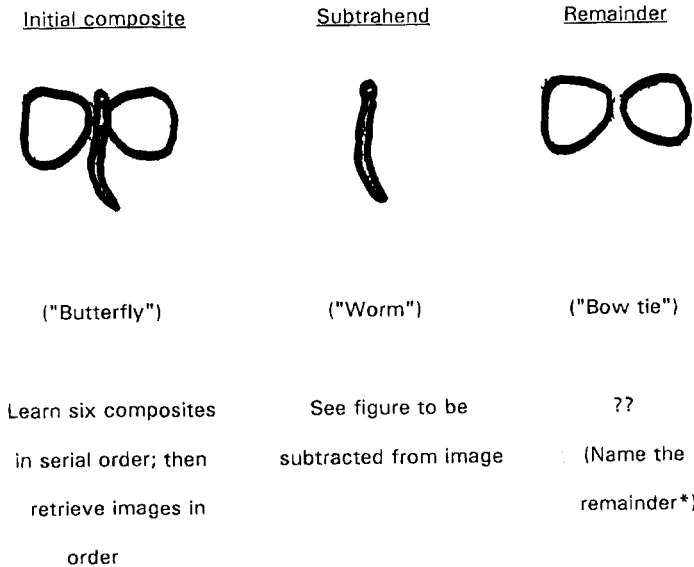 Initial composite Subtrahend Remainder
("Butterfly") ("Worm") ("Bow tie")
Learn six composites See figure to be ??
in serial order; then subtracted from image (Name the
retrieve images in remainder*)
order